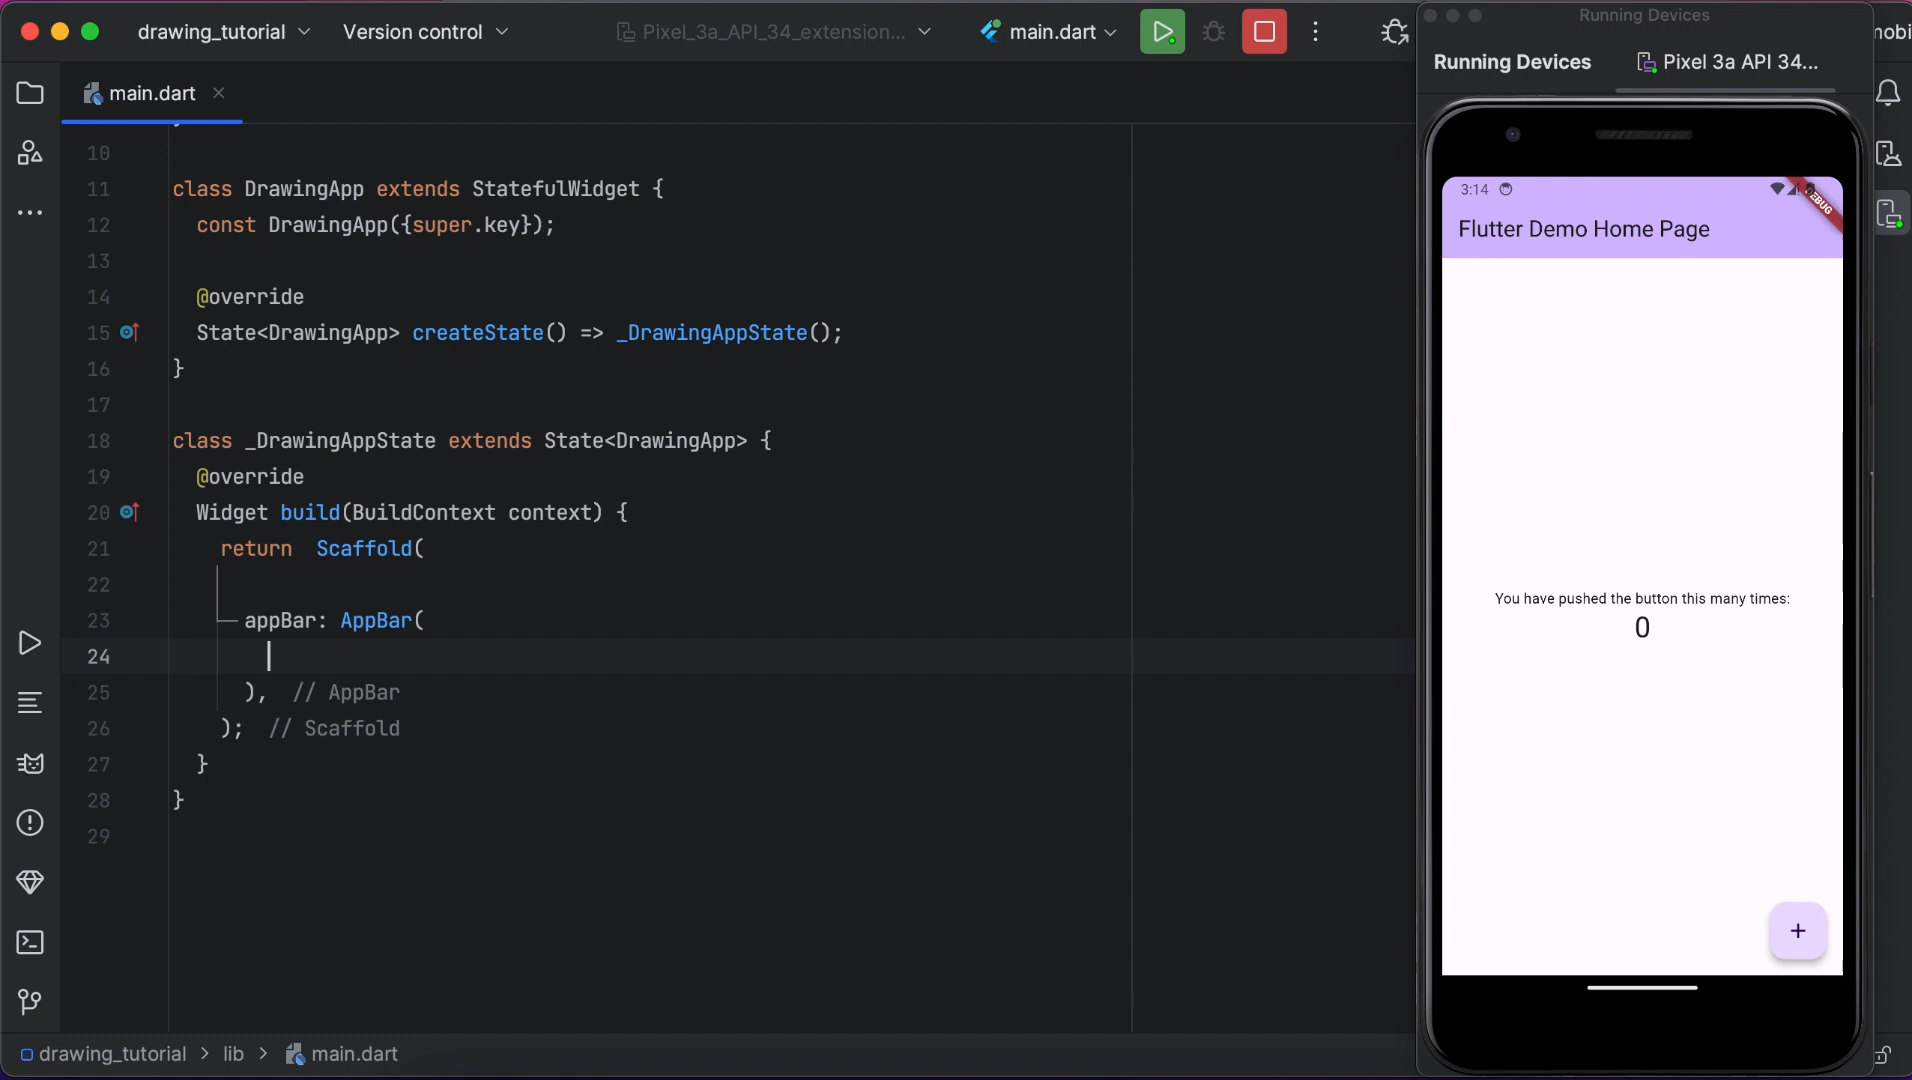 drawing_tutorial
Version control
Pixel_3a_API_34_extension...
main.dart
Running Devices
Running Devices
Pixel 3a API 34...
main.dart
10
11 class DrawingApp extends StatefulWidget {
12 const DrawingApp({super.key});
13
14 @override
15 State<DrawingApp> createState() => _DrawingAppState();
16 }
17
18 class _DrawingAppState extends State<DrawingApp> {
19 @override
20 Widget build(BuildContext context) {
21 return  Scaffold(
22
23 appBar: AppBar(
24
25 ),  // AppBar
26 );  // Scaffold
27 }
28 }
29
3:14
DEBUG
Flutter Demo Home Page
You have pushed the button this many times:
0
+
drawing_tutorial > lib > main.dart